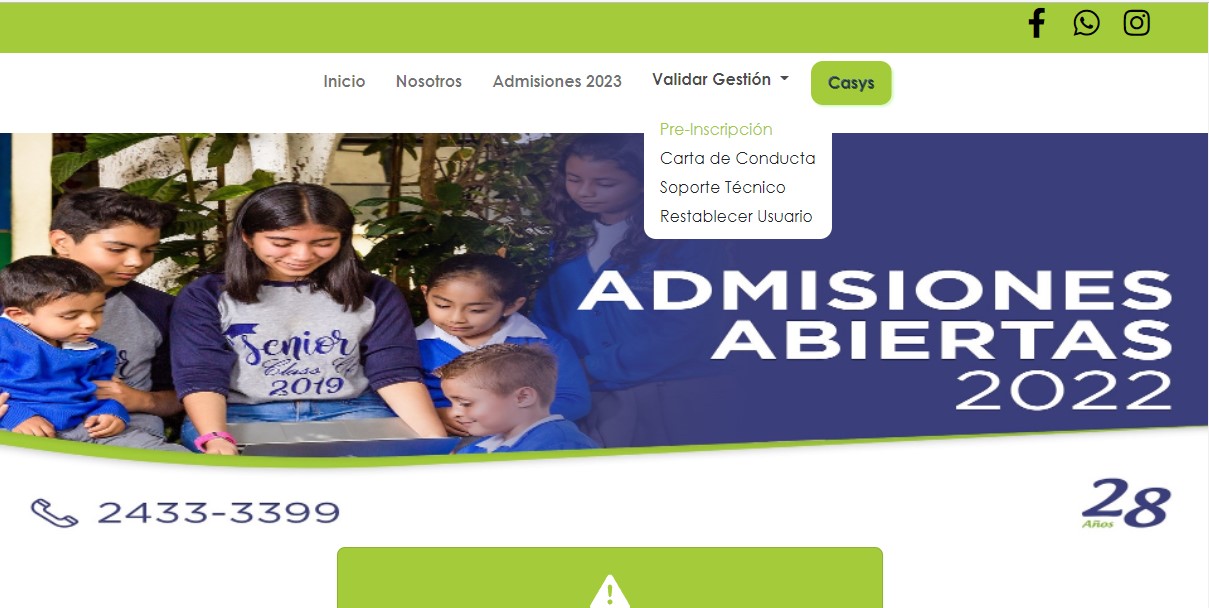 Inicio
Nosotros
Admisiones 2023
Validar Gestión
Casys
Pre-Inscripción
Carta de Conducta
Soporte Técnico
Restablecer Usuario
Senior
Class of
2019
ADMISIONES
ABIERTAS
2022
2433-3399
28
Años